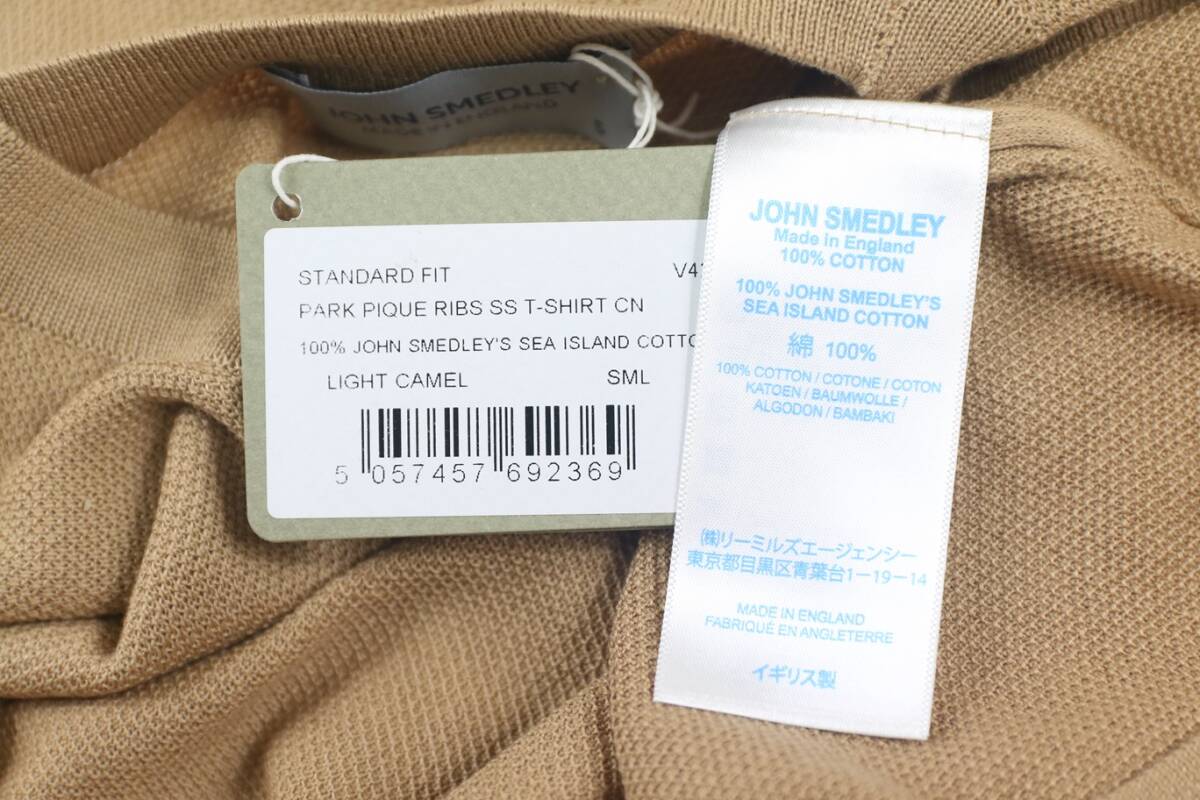 JOHN SMEDLEY
MADE IN ENGLAND
STANDARD FIT
PARK PIQUE RIBS SS T-SHIRT CN
100% JOHN SMEDLEY'S SEA ISLAND
LIGHT CAMEL SML
5 057457 692369
JOHN SMEDLEY
Made in England
100% COTTON
100% JOHN SMEDLEY'S
SEA ISLAND COTTON
綿 100%
100% COTTON / COTONE / COTON
KATOEN / BAUMWOLLE /
ALGODON / BAMBAKI
㈱リーミルズエージェンシー
東京都目黒区青葉台1-19-14
MADE IN ENGLAND
FABRIQUÉ EN ANGLETERRE
イギリス製